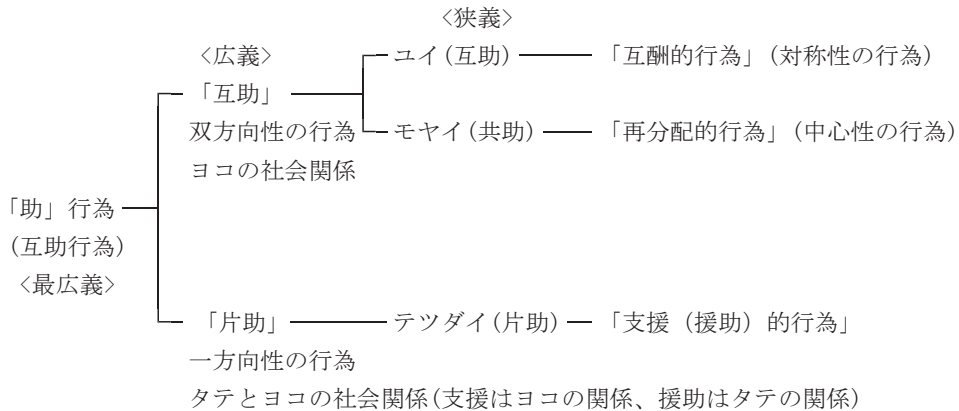 <狭義>
<広義>
ユイ(互助)
「互酬的行為」(対称性の行為)
「互助」
双方向性の行為
モヤイ(共助)
「再分配的行為」(中心性の行為)
ヨコの社会関係
「助」行為
(互助行為)
<最広義>
「片助」
テツダイ(片助)
「支援（援助）的行為」
一方向性の行為
タテとヨコの社会関係(支援はヨコの関係、援助はタテの関係)